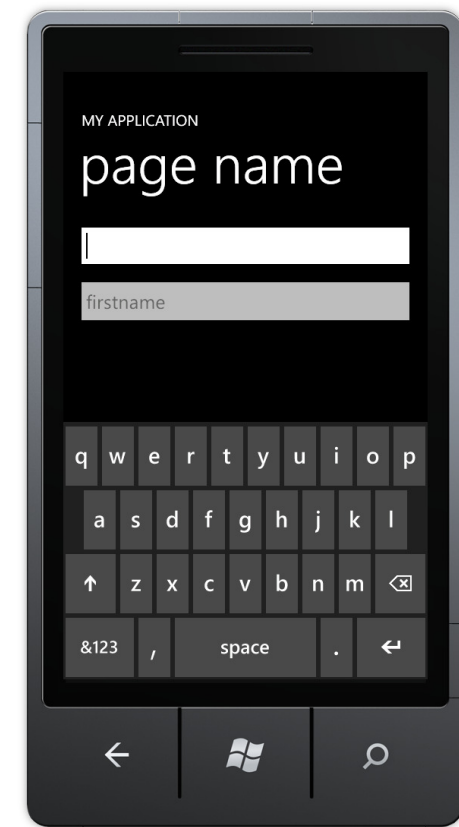 MY APPLICATION
page name
firstname
q w e r t y u i o p
a s d f g h j k l
z x c v b n m
&123 , space .